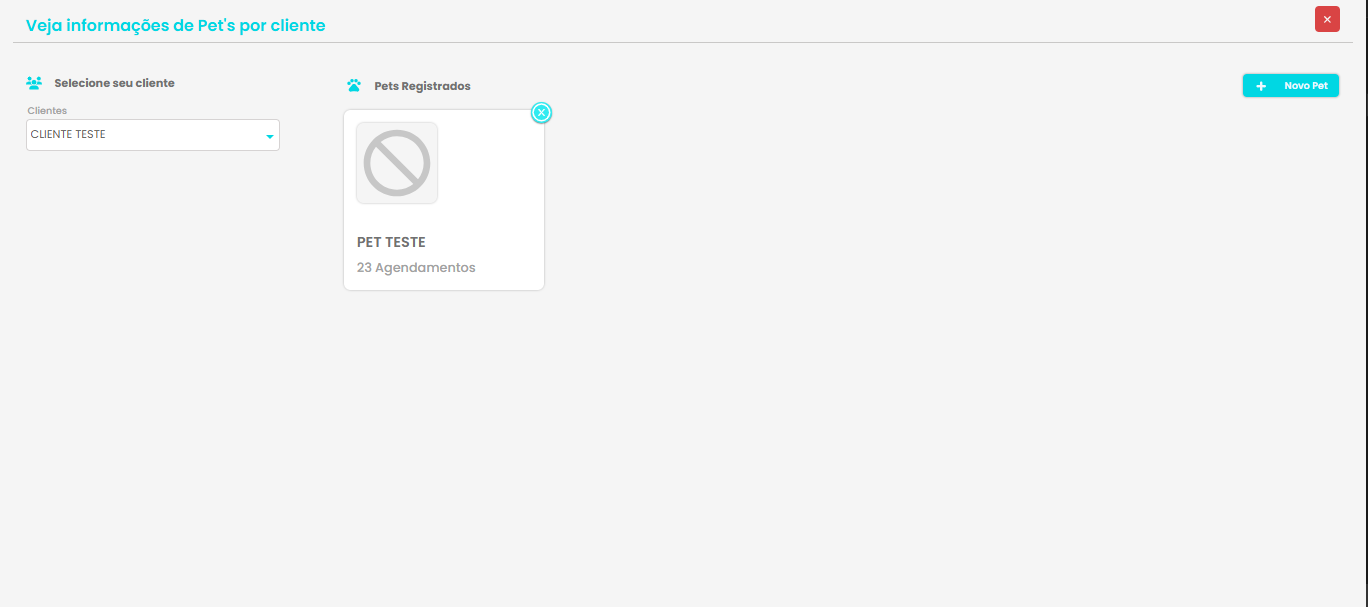 Veja informações de Pet's por cliente
Selecione seu cliente
Clientes
CLIENTE TESTE
Pets Registrados
Novo Pet
PET TESTE
23 Agendamentos